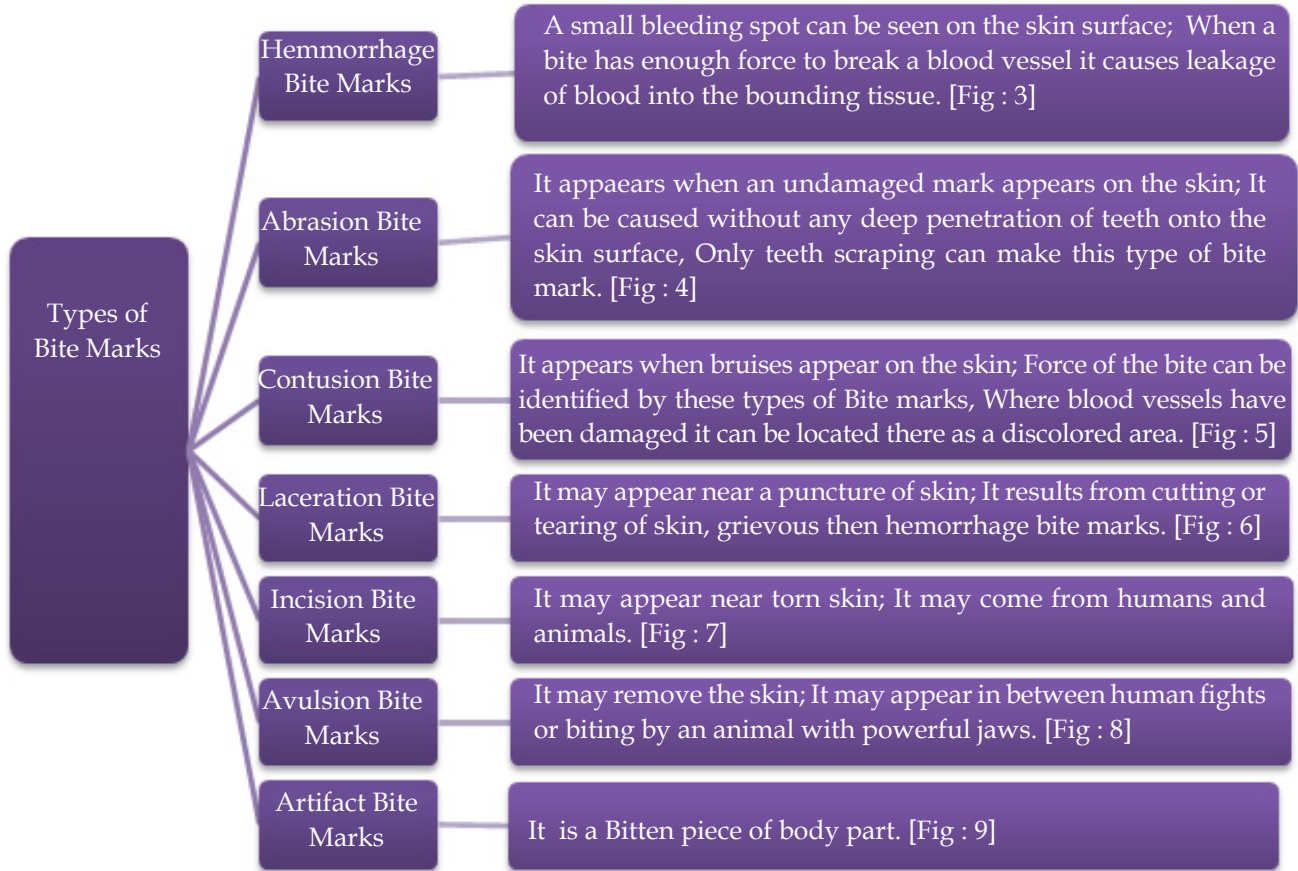 Types of
Bite Marks
Hemmorrhage
Bite Marks
A small bleeding spot can be seen on the skin surface; When a
bite has enough force to break a blood vessel it causes leakage
of blood into the bounding tissue. [Fig : 3]
Abrasion Bite
Marks
It appaears when an undamaged mark appears on the skin; It
can be caused without any deep penetration of teeth onto the
skin surface, Only teeth scraping can make this type of bite
mark. [Fig : 4]
Contusion Bite
Marks
It appears when bruises appear on the skin; Force of the bite can be
identified by these types of Bite marks, Where blood vessels have
been damaged it can be located there as a discolored area. [Fig : 5]
Laceration Bite
Marks
It may appear near a puncture of skin; It results from cutting or
tearing of skin, grievous then hemorrhage bite marks. [Fig : 6]
Incision Bite
Marks
It may appear near torn skin; It may come from humans and
animals. [Fig : 7]
Avulsion Bite
Marks
It may remove the skin; It may appear in between human fights
or biting by an animal with powerful jaws. [Fig : 8]
Artifact Bite
Marks
It is a Bitten piece of body part. [Fig : 9]